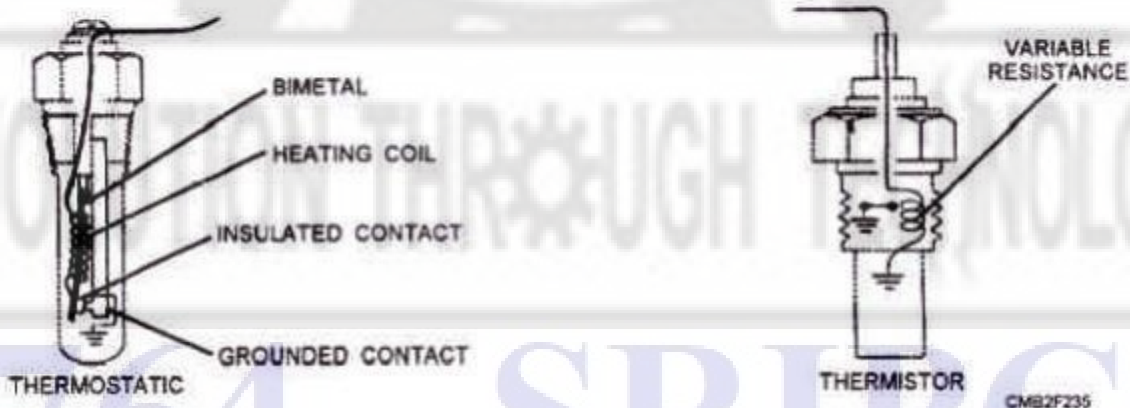 BIMETAL
HEATING COIL
INSULATED CONTACT
GROUNDED CONTACT
THERMOSTATIC
VARIABLE
RESISTANCE
THERMISTOR
CMB2F235